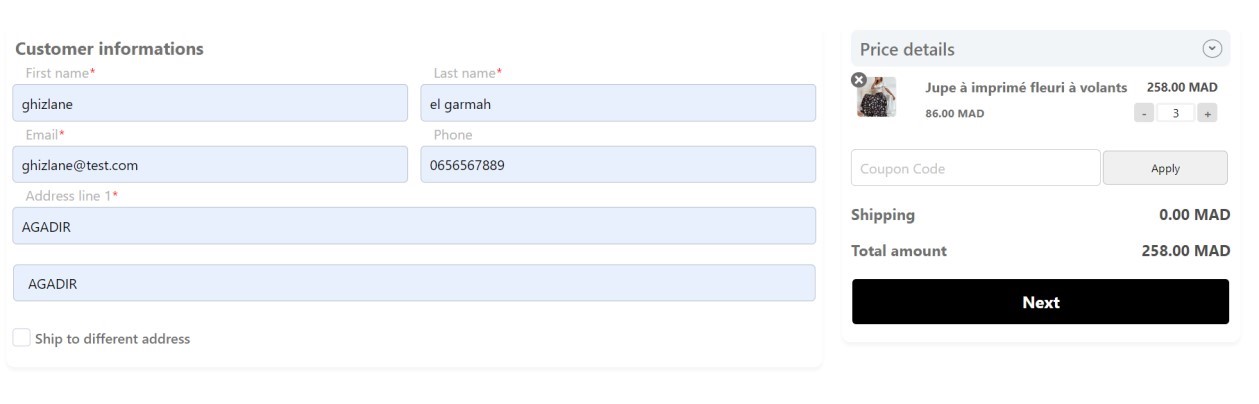 Customer informations
First name*
Last name*
ghizlane
el garmah
Email*
Phone
ghizlane@test.com
0656567889
Address line 1*
AGADIR
AGADIR
Ship to different address
Price details
Jupe à imprimé fleuri à volants 258.00 MAD
86.00 MAD - 3 +
Coupon Code Apply
Shipping 0.00 MAD
Total amount 258.00 MAD
Next